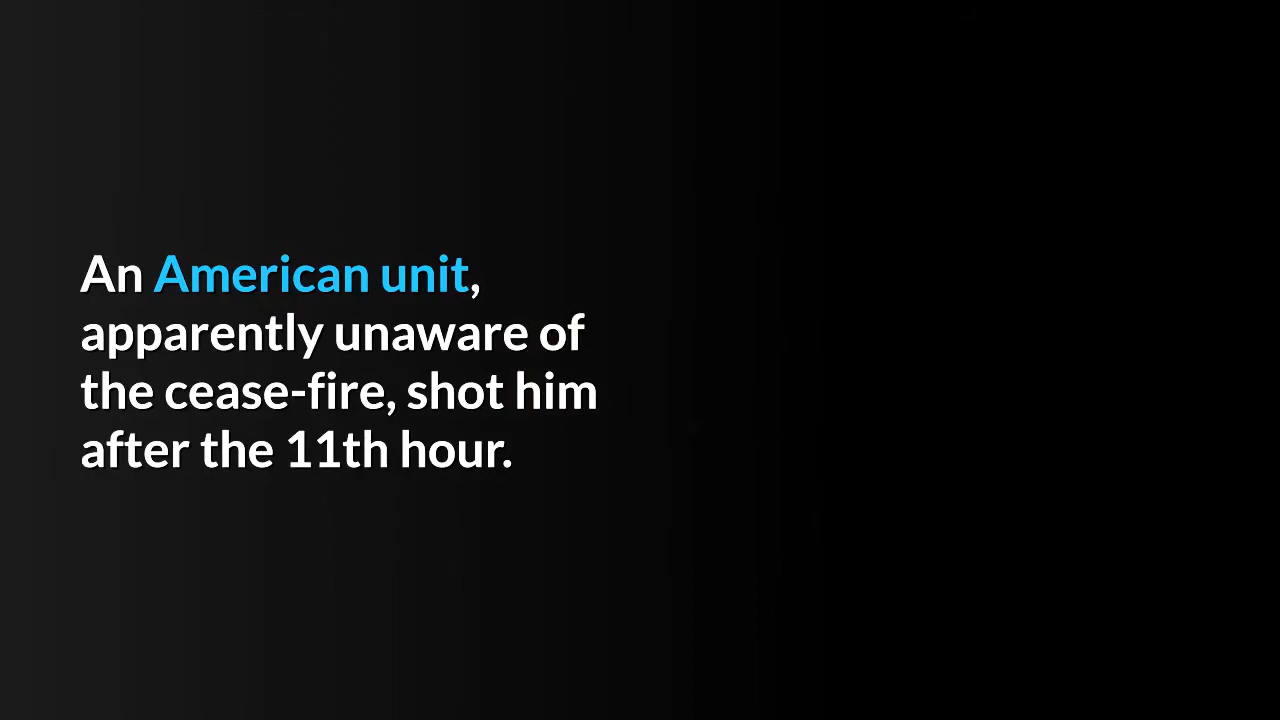 An American unit,
apparently unaware of
the cease-fire, shot him
after the 11th hour.